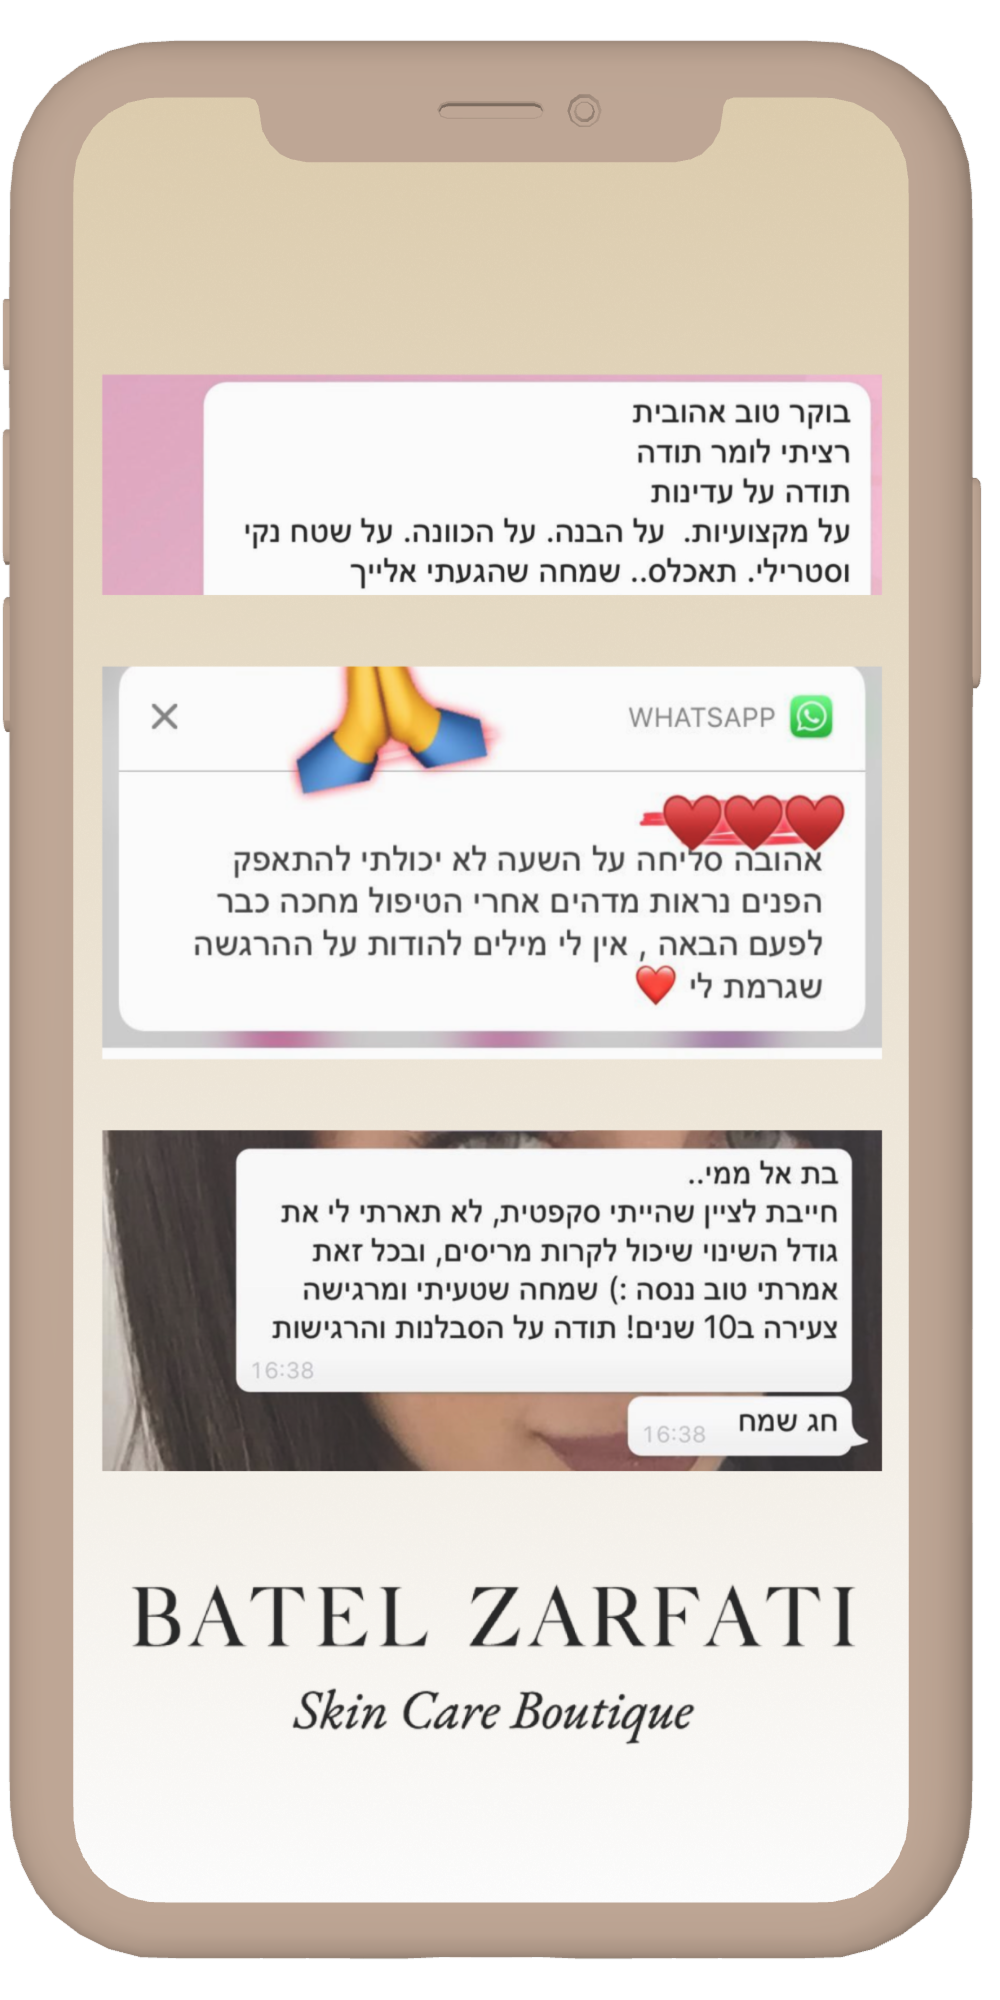 בוקר טוב אהובית
רציתי לומר תודה
תודה על עדינות
על מקצועיות.  על הבנה. על הכוונה. על שטח נקי
וסטרילי. תאכלס.. שמחה שהגעתי אלייך
WHATSAPP
אהובה סליחה על השעה לא יכולתי להתאפק
הפנים נראות מדהים אחרי הטיפול מחכה כבר
לפעם הבאה , אין לי מילים להודות על ההרגשה
שגרמת לי ❤️
בת אל ממי..
חייבת לציין שהייתי סקפטית, לא תארתי לי את
גודל השינוי שיכול לקרות מריסים, ובכל זאת
אמרתי טוב ננסה :) שמחה שטעיתי ומרגישה
צעירה ב10 שנים! תודה על הסבלנות והרגישות
16:38
חג שמח
16:38
BATEL ZARFATI
Skin Care Boutique